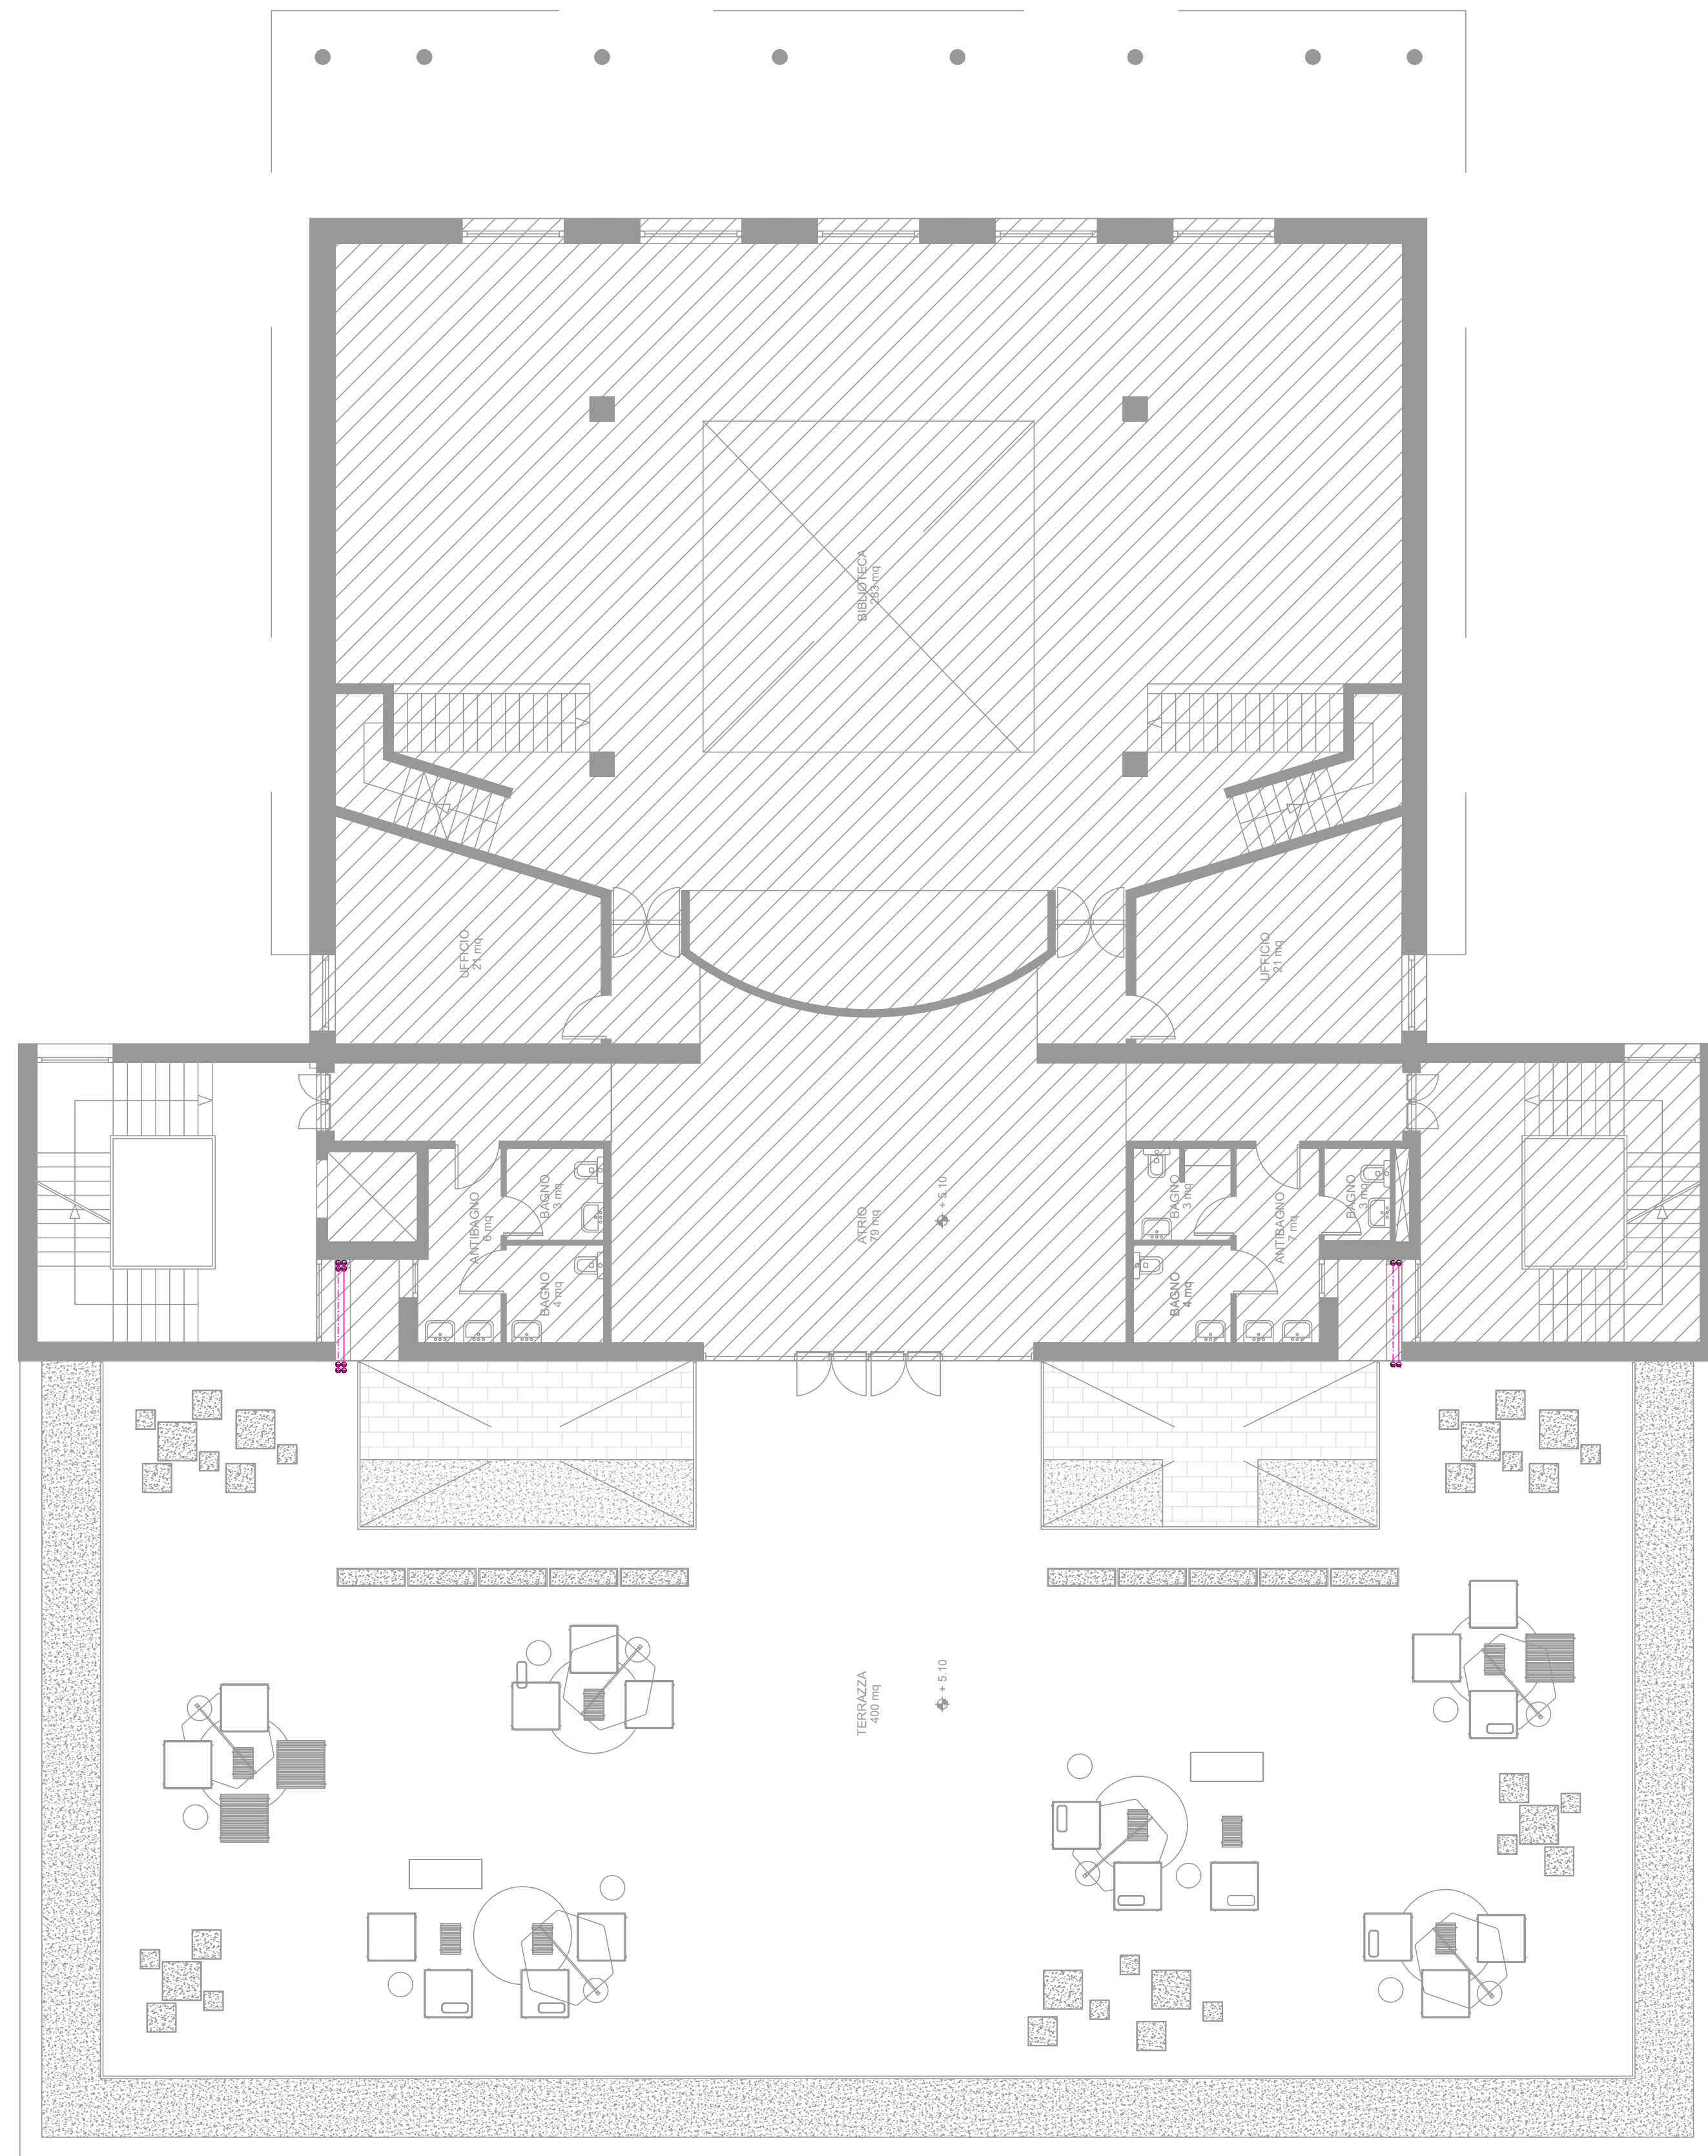 BIBLIOTECA
283 mq
UFFICIO
21 mq
UFFICIO
21 mq
ANTIBAGNO
6 mq
BAGNO
3 mq
BAGNO
4 mq
ATRIO
79 mq
+ 5.10
BAGNO
3 mq
BAGNO
4 mq
ANTIBAGNO
7 mq
BAGNO
3 mq
TERRAZZA
400 mq
+ 5.10